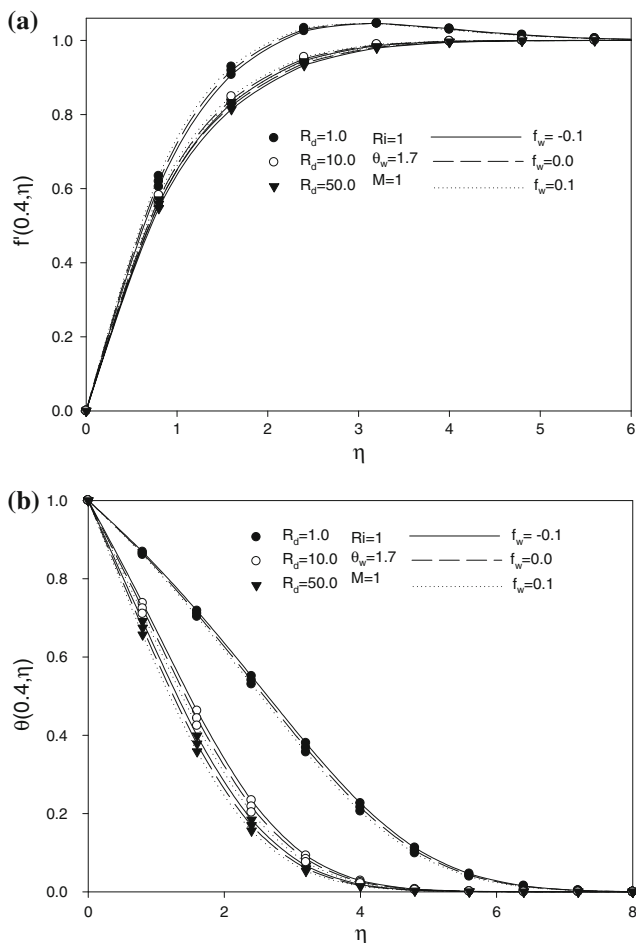 (a)
1.0
0.8
0.6
0.4
0.2
0.0
f'(0.4,η)
R_d=1.0 Ri=1 f_w= -0.1
R_d=10.0 θ_w=1.7 f_w=0.0
R_d=50.0 M=1 f_w=0.1
0 1 2 3 4 5 6
η
(b)
1.0
0.8
0.6
0.4
0.2
0.0
θ(0.4,η)
R_d=1.0 Ri=1 f_w= -0.1
R_d=10.0 θ_w=1.7 f_w=0.0
R_d=50.0 M=1 f_w=0.1
0 2 4 6 8
η